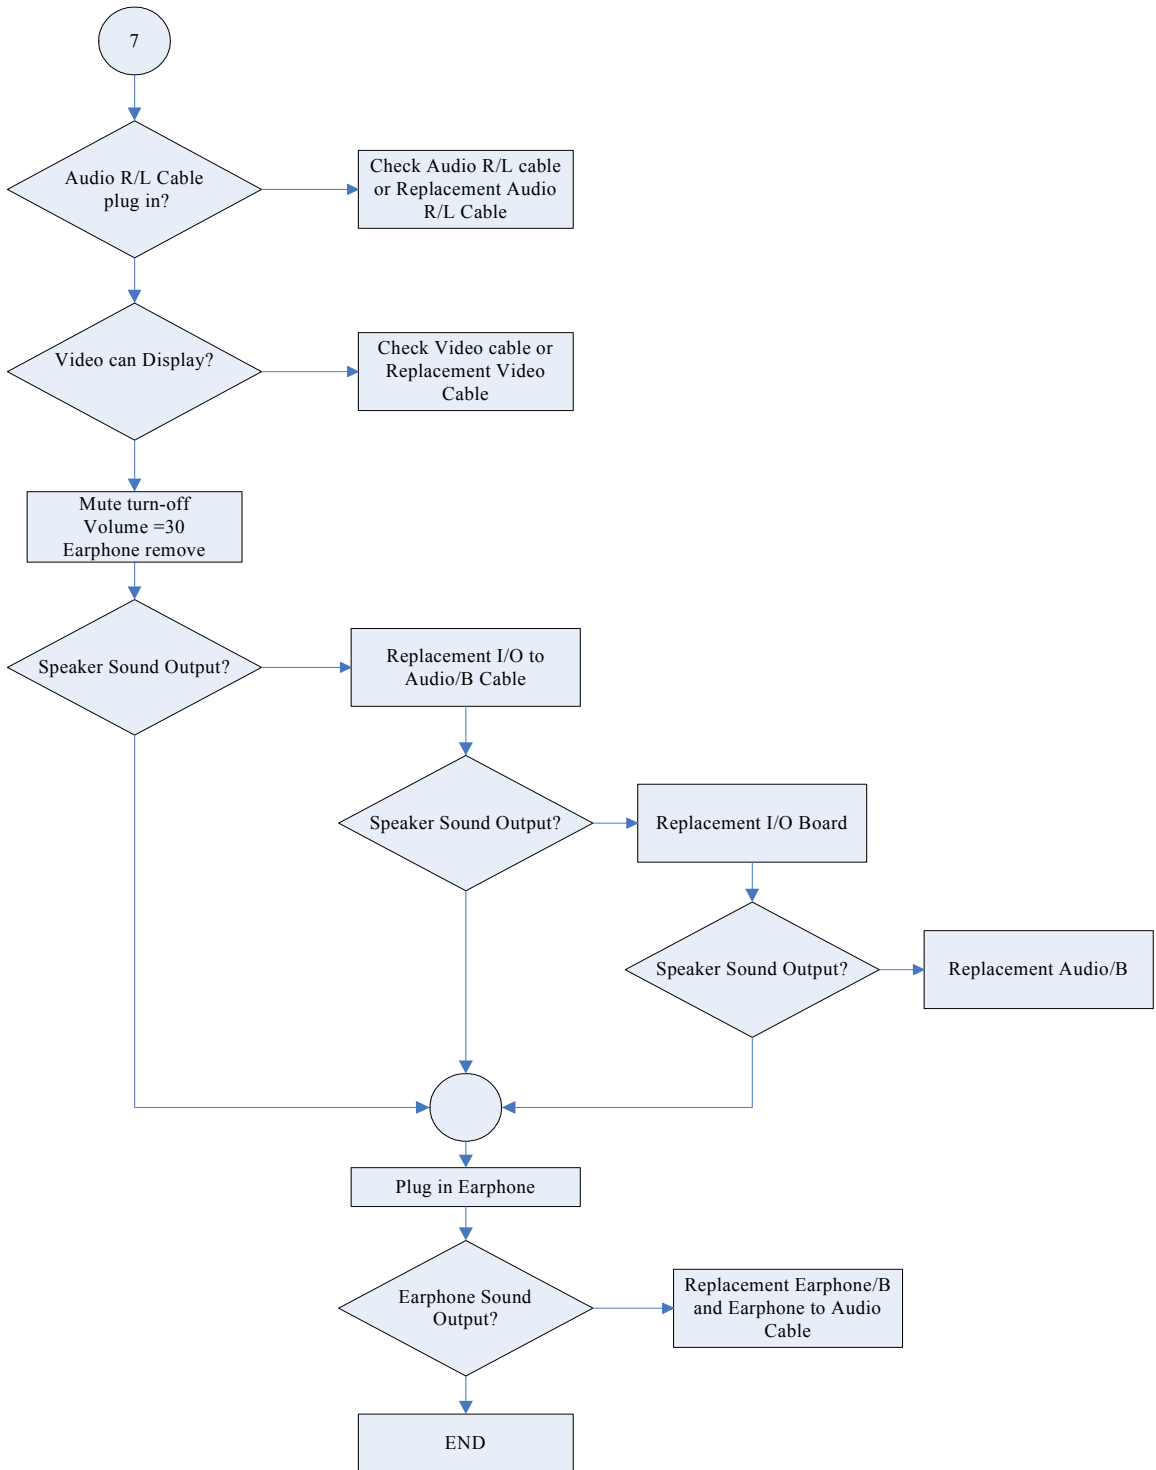 7
Audio R/L Cable
plug in?
Check Audio R/L cable
or Replacement Audio
R/L Cable
Video can Display?
Check Video cable or
Replacement Video
Cable
Mute turn-off
Volume =30
Earphone remove
Speaker Sound Output?
Replacement I/O to
Audio/B Cable
Speaker Sound Output?
Replacement I/O Board
Speaker Sound Output?
Replacement Audio/B
Plug in Earphone
Earphone Sound
Output?
Replacement Earphone/B
and Earphone to Audio
Cable
END